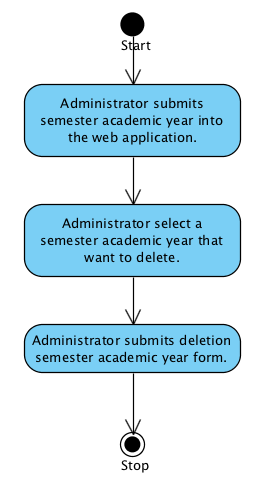 Start
Administrator submits
semester academic year into
the web application.
Administrator select a
semester academic year that
want to delete.
Administrator submits deletion
semester academic year form.
Stop